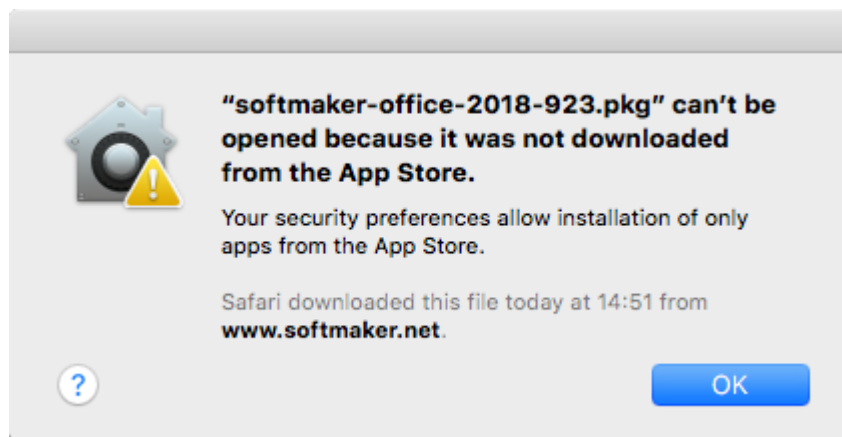 “softmaker-office-2018-923.pkg” can’t be
opened because it was not downloaded
from the App Store.
Your security preferences allow installation of only
apps from the App Store.
Safari downloaded this file today at 14:51 from
www.softmaker.net.
?
OK